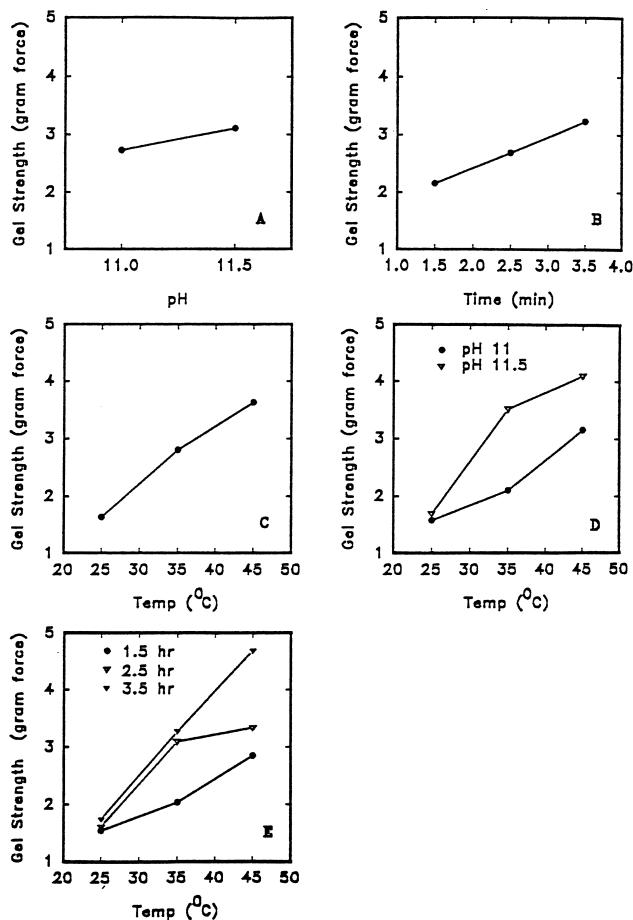 Gel Strength (gram force)
5
4
3
2
1
11.0 11.5
pH
A
Gel Strength (gram force)
5
4
3
2
1
1.0 1.5 2.0 2.5 3.0 3.5 4.0
Time (min)
B
Gel Strength (gram force)
5
4
3
2
1
20 25 30 35 40 45 50
Temp (°C)
C
Gel Strength (gram force)
5
4
3
2
1
20 25 30 35 40 45 50
Temp (°C)
pH 11
pH 11.5
D
Gel Strength (gram force)
5
4
3
2
1
20 25 30 35 40 45 50
Temp (°C)
1.5 hr
2.5 hr
3.5 hr
E